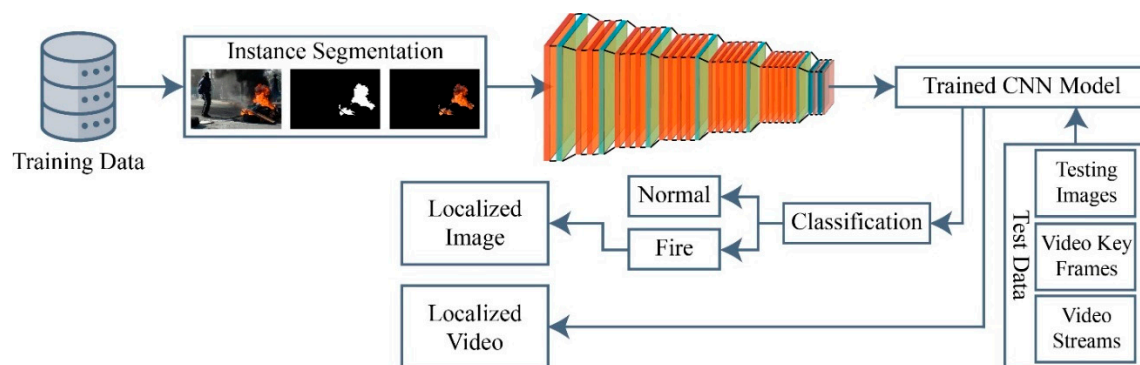 Instance Segmentation
Training Data
Trained CNN Model
Normal
Fire
Classification
Localized
Image
Localized
Video
Test Data
Testing
Images
Video Key
Frames
Video
Streams